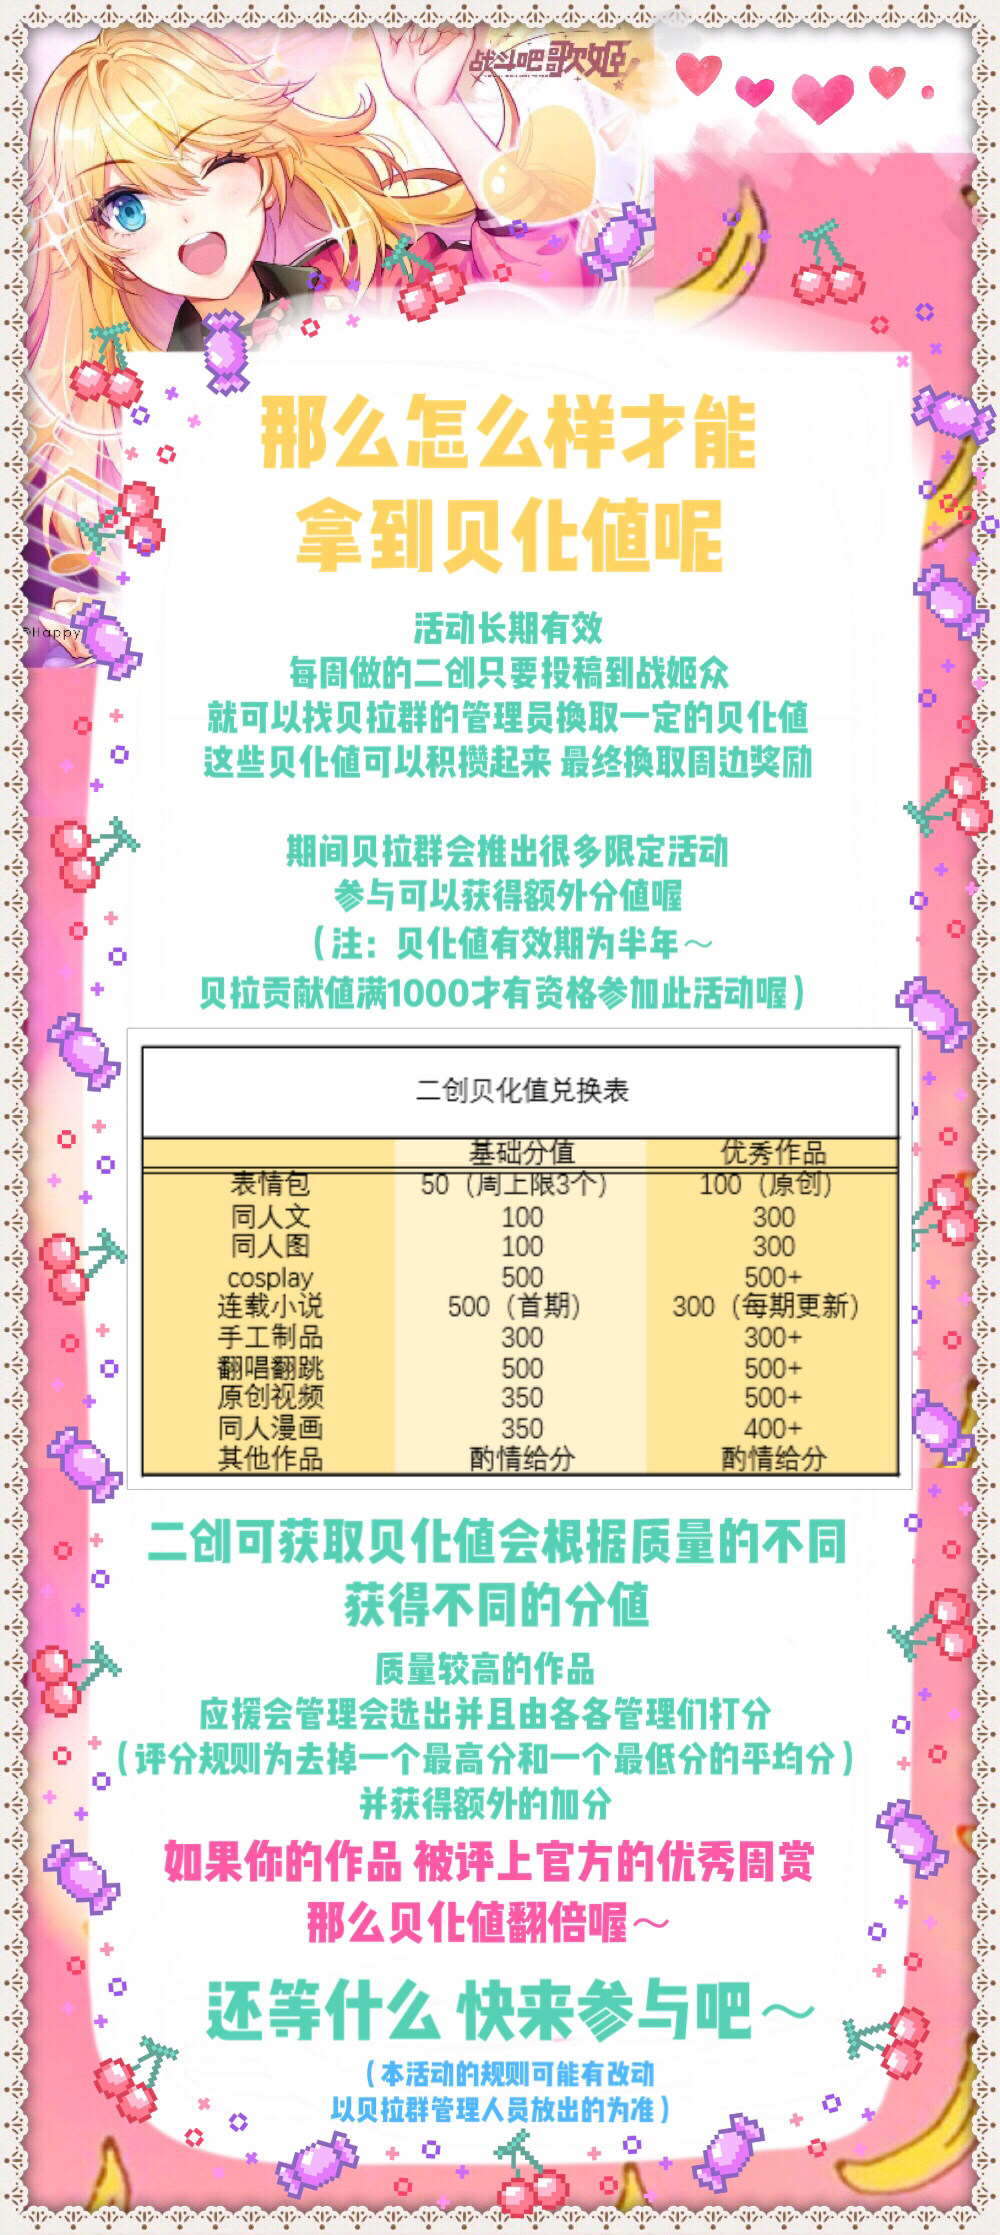 战斗吧歌姬!
那么怎么样才能
拿到贝化值呢
活动长期有效
每周做的二创只要投稿到战姬众
©Happy
就可以找贝拉群的管理员换取一定的贝化值
这些贝化值可以积攒起来 最终换取周边奖励
期间贝拉群会推出很多限定活动
参与可以获得额外分值喔
（注：贝化值有效期为半年～
贝拉贡献值满1000才有资格参加此活动喔）
二创贝化值兑换表
基础分值 优秀作品
表情包 50（周上限3个） 100（原创）
同人文 100 300
同人图 100 300
cosplay 500 500+
连载小说 500（首期） 300（每期更新）
手工制品 300 300+
翻唱翻跳 500 500+
原创视频 350 500+
同人漫画 350 400+
其他作品 酌情给分 酌情给分
二创可获取贝化值会根据质量的不同
获得不同的分值
质量较高的作品
应援会管理会选出并且由各各管理们打分
（评分规则为去掉一个最高分和一个最低分的平均分）
并获得额外的加分
如果你的作品 被评上官方的优秀周赏
那么贝化值翻倍喔～
还等什么 快来参与吧～
（本活动的规则可能有改动
以贝拉群管理人员放出的为准）